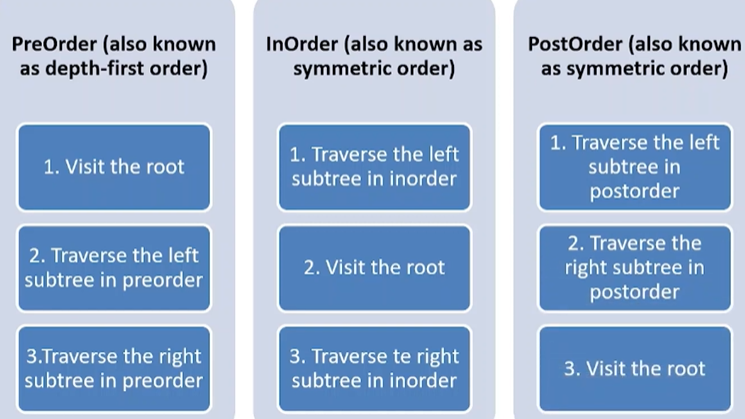 PreOrder (also known
as depth-first order)
1. Visit the root
2. Traverse the left
subtree in preorder
3.Traverse the right
subtree in preorder
InOrder (also known as
symmetric order)
1. Traverse the left
subtree in inorder
2. Visit the root
3. Traverse te right
subtree in inorder
PostOrder (also known
as symmetric order)
1. Traverse the left
subtree in
postorder
2. Traverse the
right subtree in
postorder
3. Visit the root